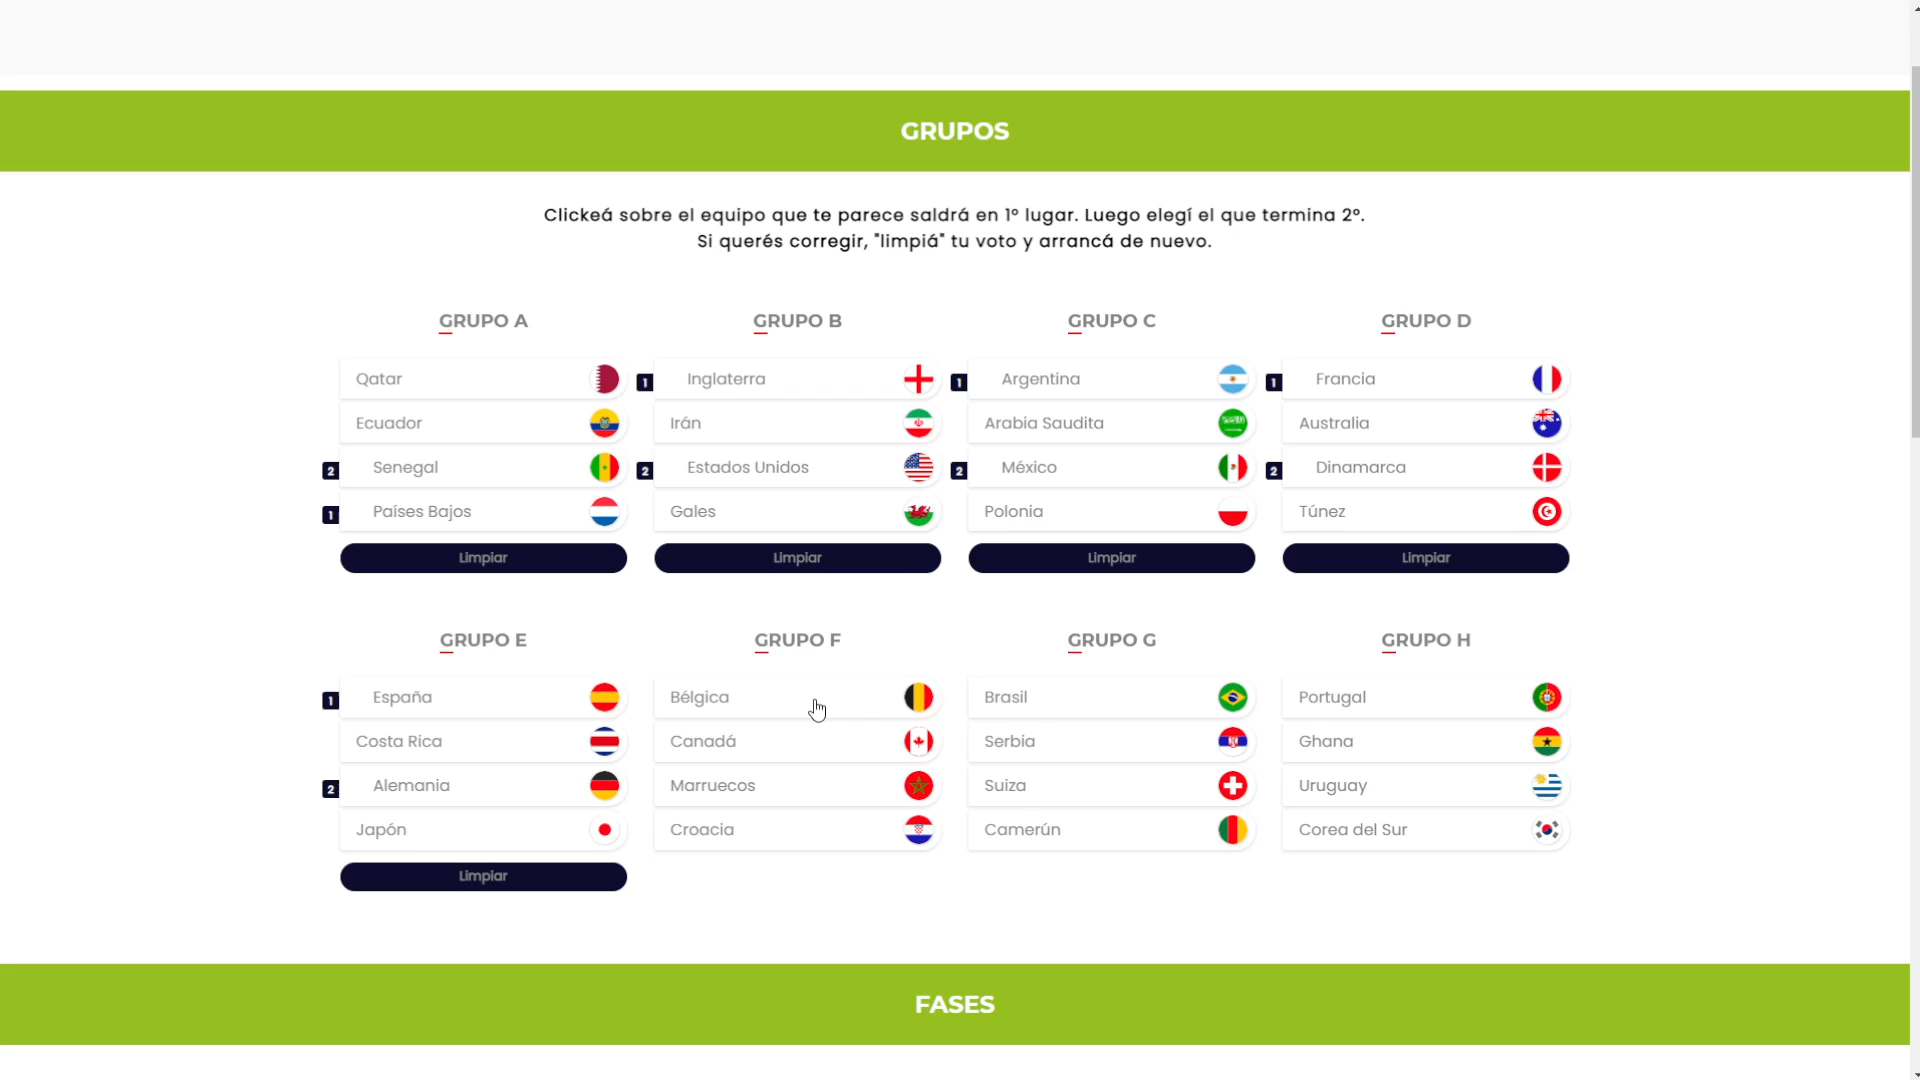 GRUPOS
Clickeá sobre el equipo que te parece saldrá en 1º lugar. Luego elegí el que termina 2º.
Si querés corregir, "limpiá" tu voto y arrancá de nuevo.
GRUPO A
Qatar
Ecuador
2 Senegal
1 Países Bajos
Limpiar
GRUPO B
1 Inglaterra
Irán
2 Estados Unidos
Gales
Limpiar
GRUPO C
1 Argentina
Arabia Saudita
2 México
Polonia
Limpiar
GRUPO D
1 Francia
Australia
2 Dinamarca
Túnez
Limpiar
GRUPO E
1 España
Costa Rica
2 Alemania
Japón
Limpiar
GRUPO F
Bélgica
Canadá
Marruecos
Croacia
GRUPO G
Brasil
Serbia
Suiza
Camerún
GRUPO H
Portugal
Ghana
Uruguay
Corea del Sur
FASES